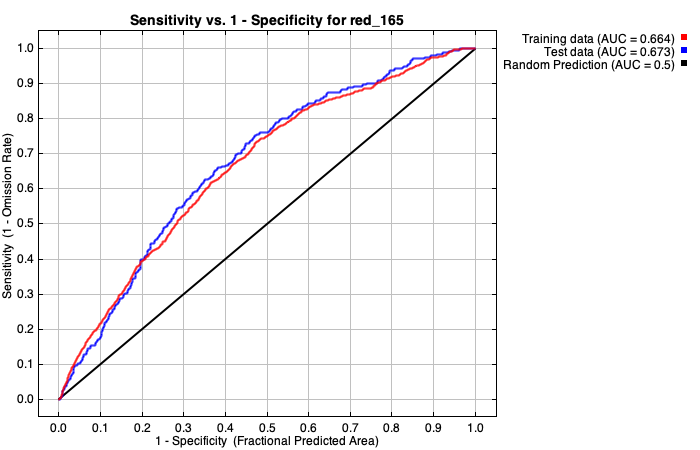 Sensitivity vs. 1 - Specificity for red_165
Training data (AUC = 0.664)
Test data (AUC = 0.673)
Random Prediction (AUC = 0.5)
Sensitivity (1 - Omission Rate)
1.0
0.9
0.8
0.7
0.6
0.5
0.4
0.3
0.2
0.1
0.0
0.0 0.1 0.2 0.3 0.4 0.5 0.6 0.7 0.8 0.9 1.0
1 - Specificity (Fractional Predicted Area)